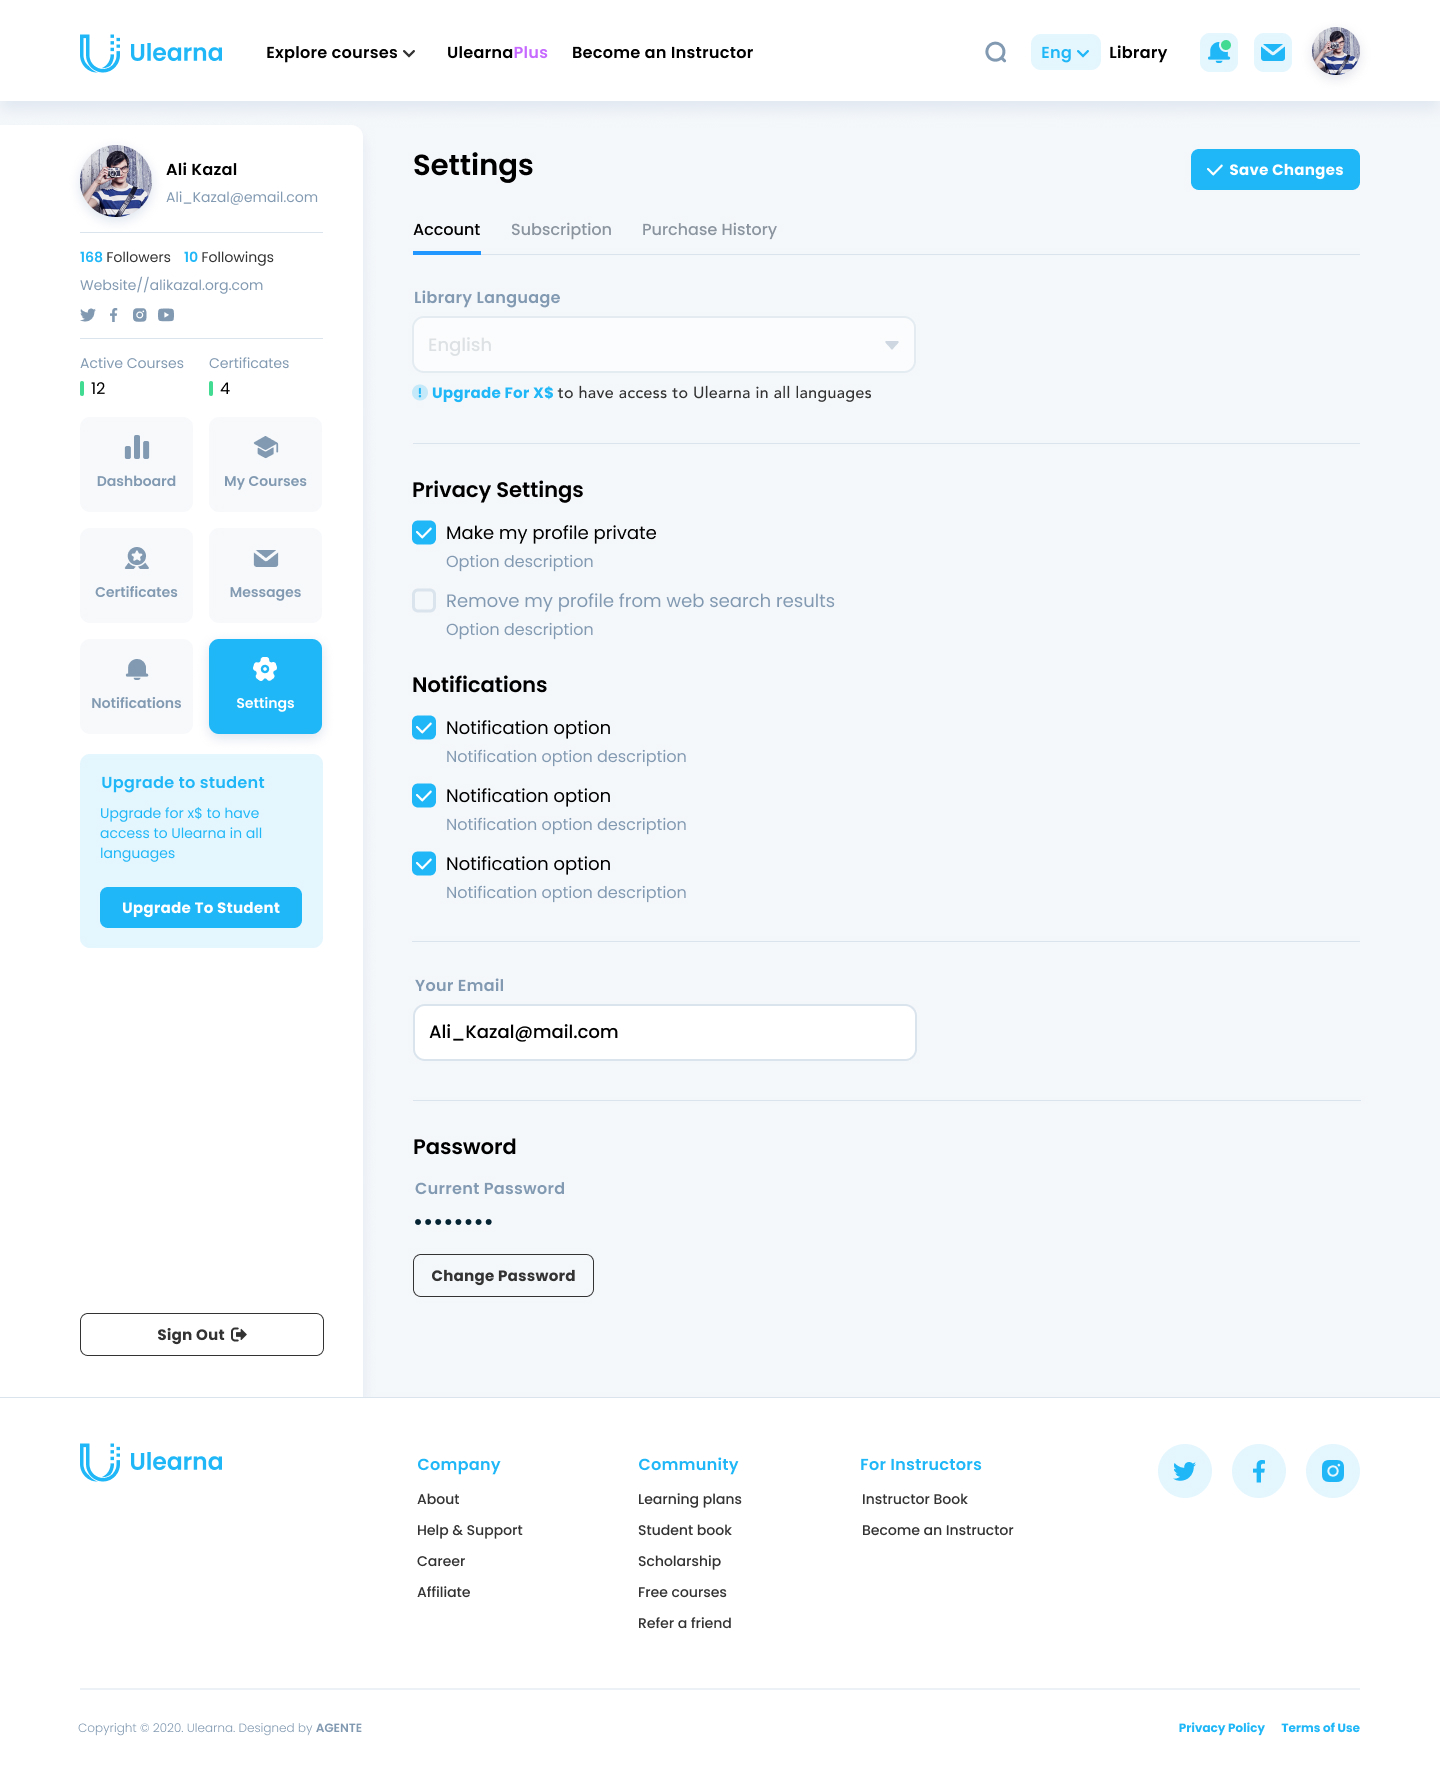 Ulearna
Explore courses
UlearnaPlus
Become an Instructor
Eng
Library
Ali Kazal
Ali_Kazal@email.com
168 Followers 10 Followings
Website//alikazal.org.com
Active Courses
12
Certificates
4
Dashboard
My Courses
Certificates
Messages
Notifications
Settings
Upgrade to student
Upgrade for x$ to have
access to Ulearna in all
languages
Upgrade To Student
Sign Out
Settings
Save Changes
Account
Subscription
Purchase History
Library Language
English
! Upgrade For X$ to have access to Ulearna in all languages
Privacy Settings
Make my profile private
Option description
Remove my profile from web search results
Option description
Notifications
Notification option
Notification option description
Notification option
Notification option description
Notification option
Notification option description
Your Email
Ali_Kazal@mail.com
Password
Current Password
••••••••
Change Password
Ulearna
Company
About
Help & Support
Career
Affiliate
Community
Learning plans
Student book
Scholarship
Free courses
Refer a friend
For Instructors
Instructor Book
Become an Instructor
Copyright © 2020. Ulearna. Designed by AGENTE
Privacy Policy
Terms of Use